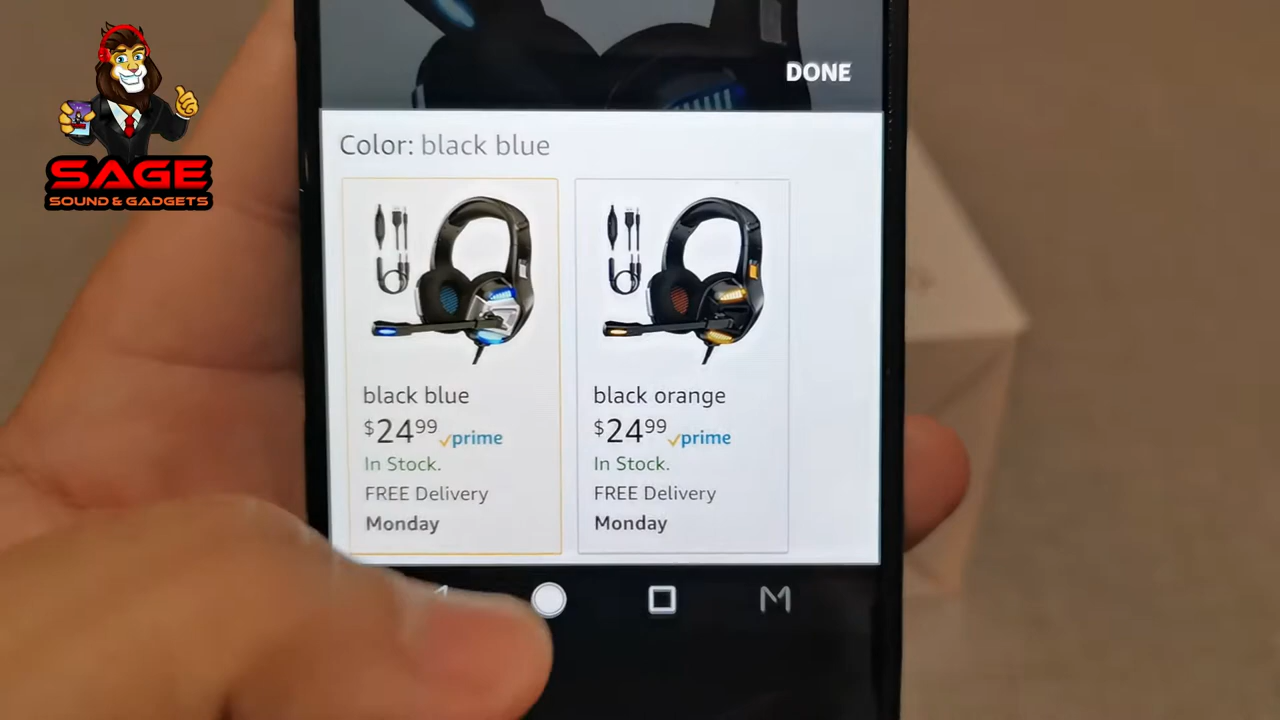 SAGE
SOUND & GADGETS
DONE
Color: black blue
black blue
$24.99 prime
In Stock.
FREE Delivery
Monday
black orange
$24.99 prime
In Stock.
FREE Delivery
Monday